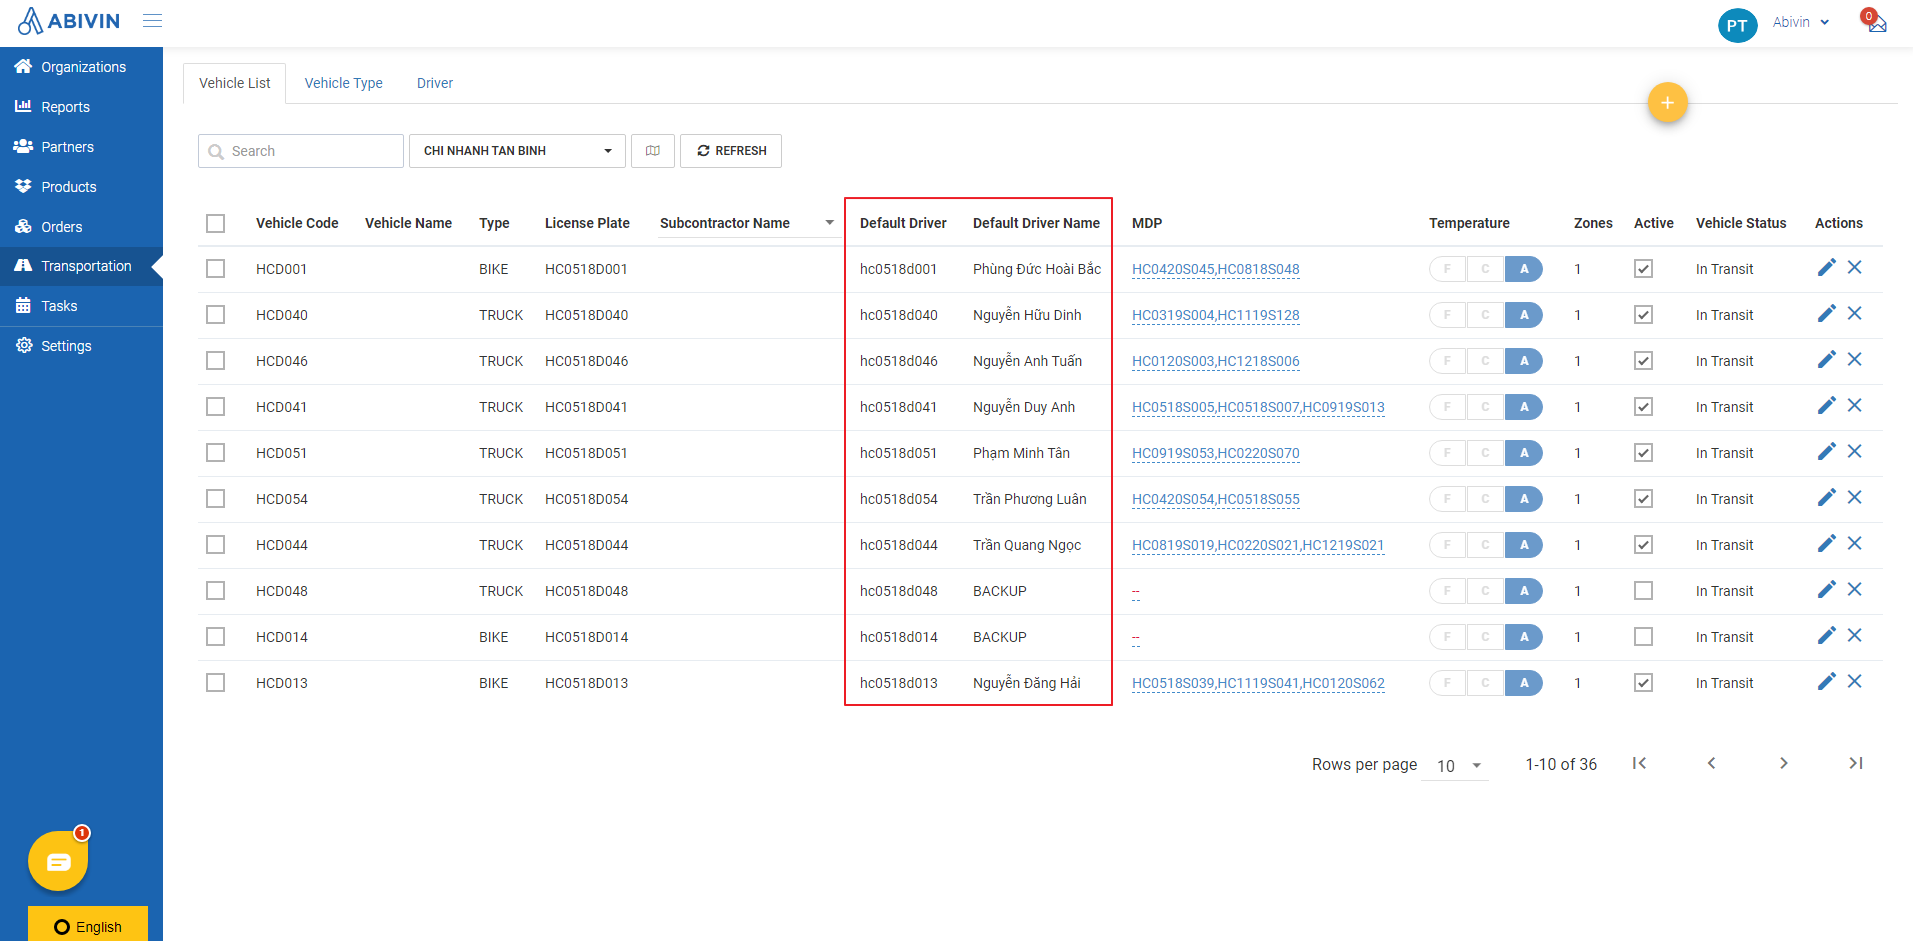 ABIVIN
PT
Abivin
0
Organizations
Reports
Partners
Products
Orders
Transportation
Tasks
Settings
Vehicle List Vehicle Type Driver
+
Search
CHI NHANH TAN BINH
REFRESH
Vehicle Code Vehicle Name Type License Plate Subcontractor Name Default Driver Default Driver Name MDP Temperature Zones Active Vehicle Status Actions
HCD001 BIKE HC0518D001 hc0518d001 Phùng Đức Hoài Bắc HC0420S045,HC0818S048 F C A 1 In Transit
HCD040 TRUCK HC0518D040 hc0518d040 Nguyễn Hữu Dinh HC0319S004,HC1119S128 F C A 1 In Transit
HCD046 TRUCK HC0518D046 hc0518d046 Nguyễn Anh Tuấn HC0120S003,HC1218S006 F C A 1 In Transit
HCD041 TRUCK HC0518D041 hc0518d041 Nguyễn Duy Anh HC0518S005,HC0518S007,HC0919S013 F C A 1 In Transit
HCD051 TRUCK HC0518D051 hc0518d051 Phạm Minh Tân HC0919S053,HC0220S070 F C A 1 In Transit
HCD054 TRUCK HC0518D054 hc0518d054 Trần Phương Luân HC0420S054,HC0518S055 F C A 1 In Transit
HCD044 TRUCK HC0518D044 hc0518d044 Trần Quang Ngọc HC0819S019,HC0220S021,HC1219S021 F C A 1 In Transit
HCD048 TRUCK HC0518D048 hc0518d048 BACKUP -- F C A 1 In Transit
HCD014 BIKE HC0518D014 hc0518d014 BACKUP -- F C A 1 In Transit
HCD013 BIKE HC0518D013 hc0518d013 Nguyễn Đăng Hải HC0518S039,HC1119S041,HC0120S062 F C A 1 In Transit
Rows per page 10 1-10 of 36
1
English